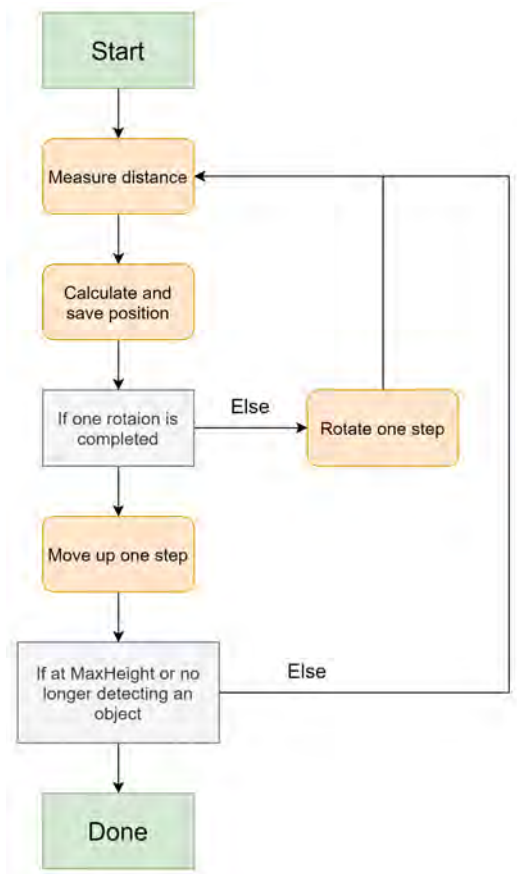 Start
Measure distance
Calculate and
save position
If one rotaion is
completed
Else
Rotate one step
Move up one step
If at MaxHeight or no
longer detecting an
object
Else
Done